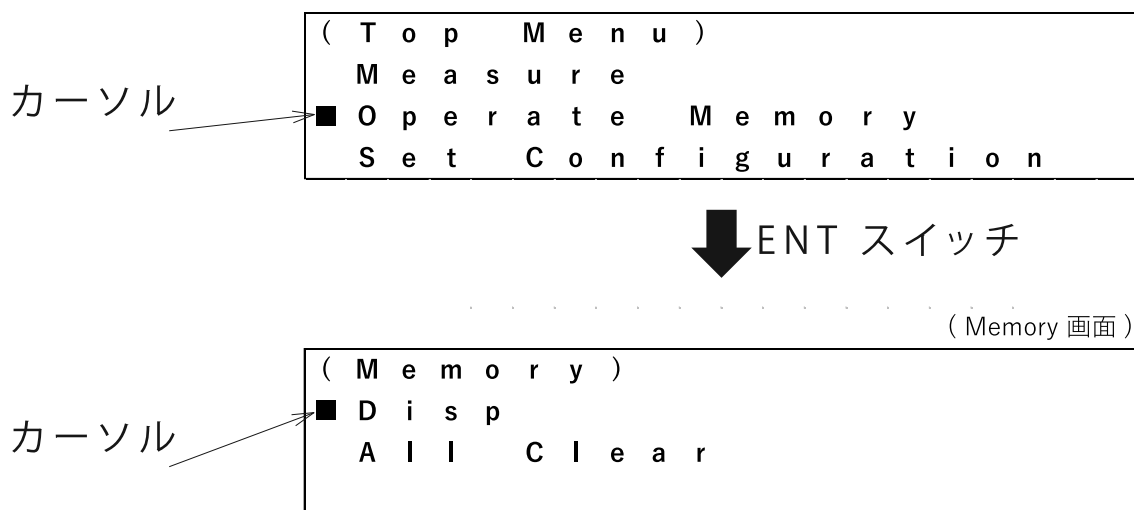 (Top Menu)
Measure
カーソル
■Operate Memory
Set Configuration
ENT スイッチ
( Memory 画面 )
(Memory)
■Disp
カーソル
All Clear